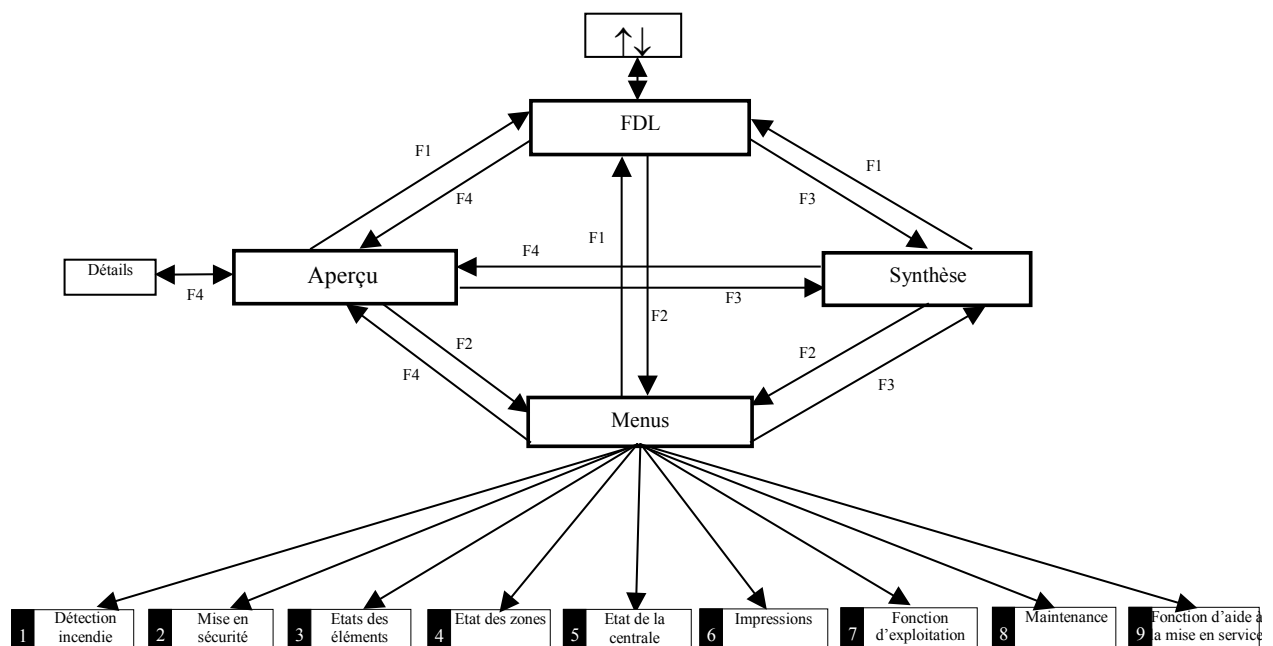 ↑↓
FDL
F1
F1
F4
F3
F1
F4
Détails
Aperçu
Synthèse
F4
F3
F2
F2
F2
F4
F3
Menus
1 Détection
incendie
2 Mise en
sécurité
3 Etats des
éléments
4 Etat des zones
5 Etat de la
centrale
6 Impressions
7 Fonction
d'exploitation
8 Maintenance
9 Fonction d'aide à
la mise en service